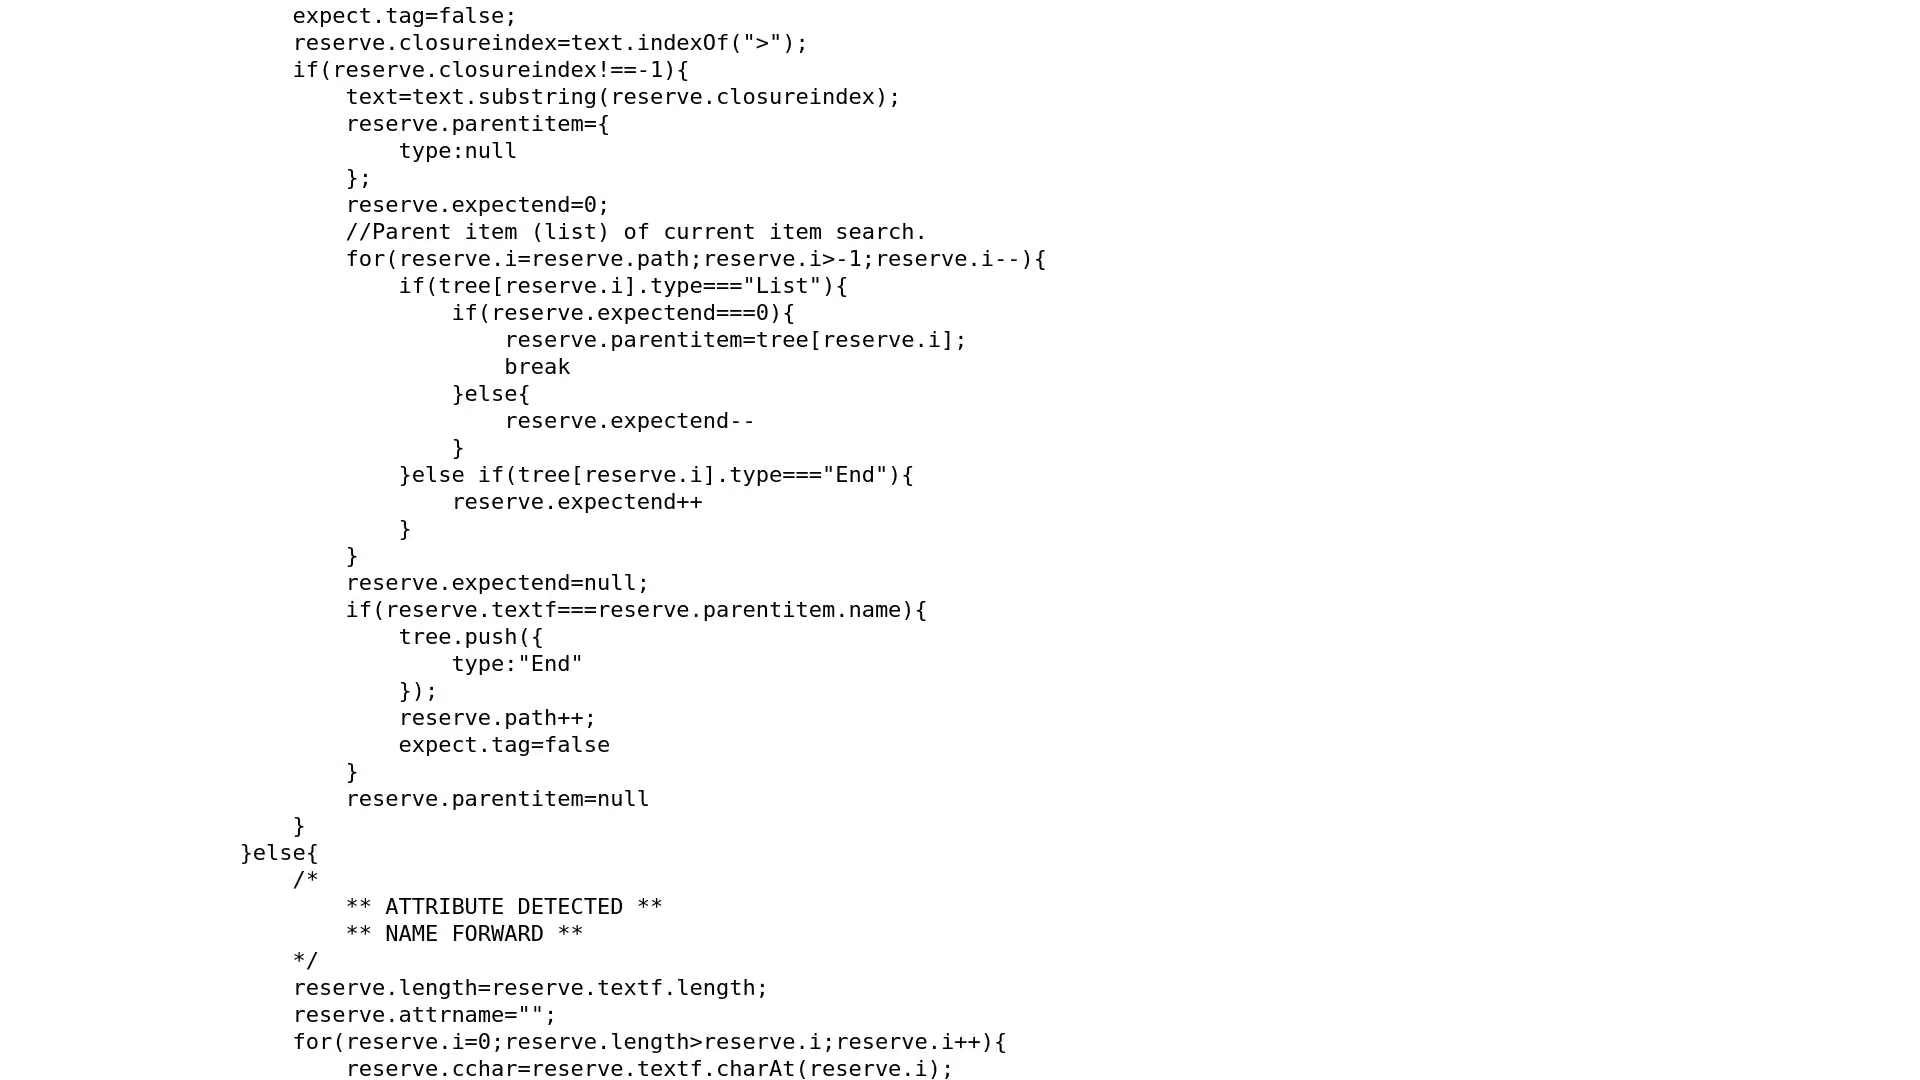 expect.tag=false;
reserve.closureindex=text.indexOf(">");
if(reserve.closureindex!==-1){
text=text.substring(reserve.closureindex);
reserve.parentitem={
type:null
};
reserve.expectend=0;
//Parent item (list) of current item search.
for(reserve.i=reserve.path;reserve.i>-1;reserve.i--){
if(tree[reserve.i].type==="List"){
if(reserve.expectend===0){
reserve.parentitem=tree[reserve.i];
break
}else{
reserve.expectend--
}
}else if(tree[reserve.i].type==="End"){
reserve.expectend++
}
}
reserve.expectend=null;
if(reserve.textf===reserve.parentitem.name){
tree.push({
type:"End"
});
reserve.path++;
expect.tag=false
}
reserve.parentitem=null
}
}else{
/*
** ATTRIBUTE DETECTED **
** NAME FORWARD **
*/
reserve.length=reserve.textf.length;
reserve.attrname="";
for(reserve.i=0;reserve.length>reserve.i;reserve.i++){
reserve.cchar=reserve.textf.charAt(reserve.i);